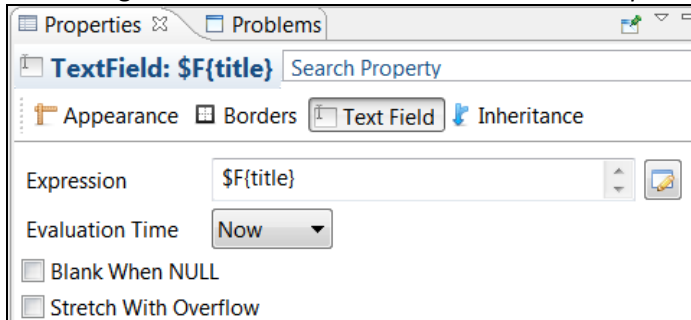 Properties Problems
TextField: $F{title} Search Property
Appearance Borders Text Field Inheritance
Expression $F{title}
Evaluation Time Now
Blank When NULL
Stretch With Overflow